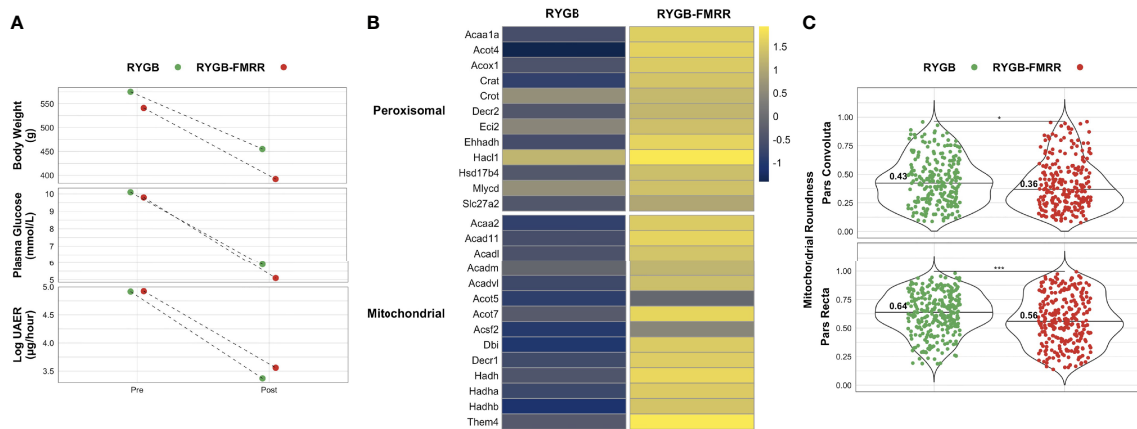 A
RYGB
RYGB-FMRR
Body Weight
(g)
550
500
450
400
Plasma Glucose
(mmol/L)
10
9
8
7
6
5
Log UAER
(µg/hour)
5.0
4.5
4.0
3.5
Pre
Post
B
RYGB
RYGB-FMRR
Peroxisomal
Acaa1a
Acot4
Acox1
Crat
Crot
Decr2
Eci2
Ehhadh
Hacl1
Hsd17b4
Mlycd
Slc27a2
Mitochondrial
Acaa2
Acad11
Acadl
Acadm
Acadvl
Acot5
Acot7
Acsf2
Dbi
Decr1
Hadh
Hadha
Hadhb
Them4
1.5
1
0.5
0
-0.5
-1
C
RYGB
RYGB-FMRR
Mitochondrial Roundness
Pars Convoluta
1.00
0.75
0.50
0.25
0.00
*
0.43
0.36
Pars Recta
1.00
0.75
0.50
0.25
0.00
***
0.64
0.56